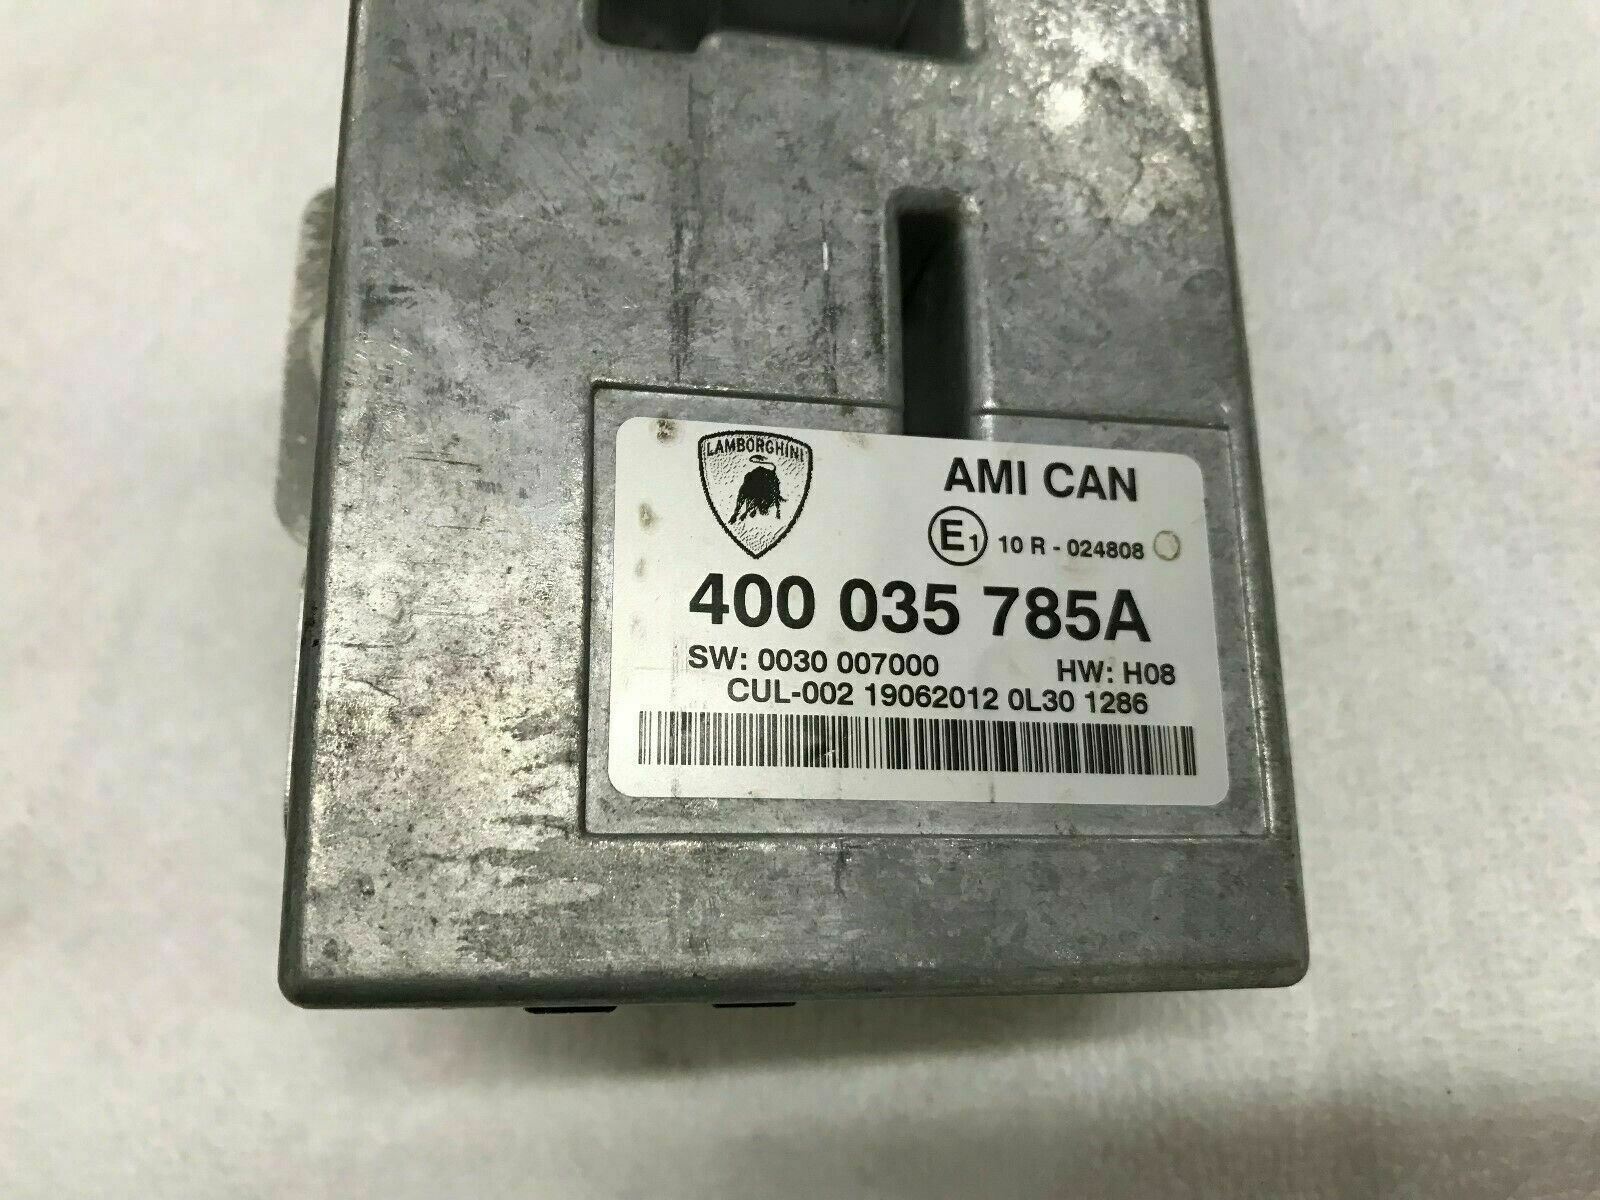 LAMBORGHINI
AMI CAN
E1 10 R - 024808
400 035 785A
SW: 0030 007000 HW: H08
CUL-002 19062012 0L30 1286